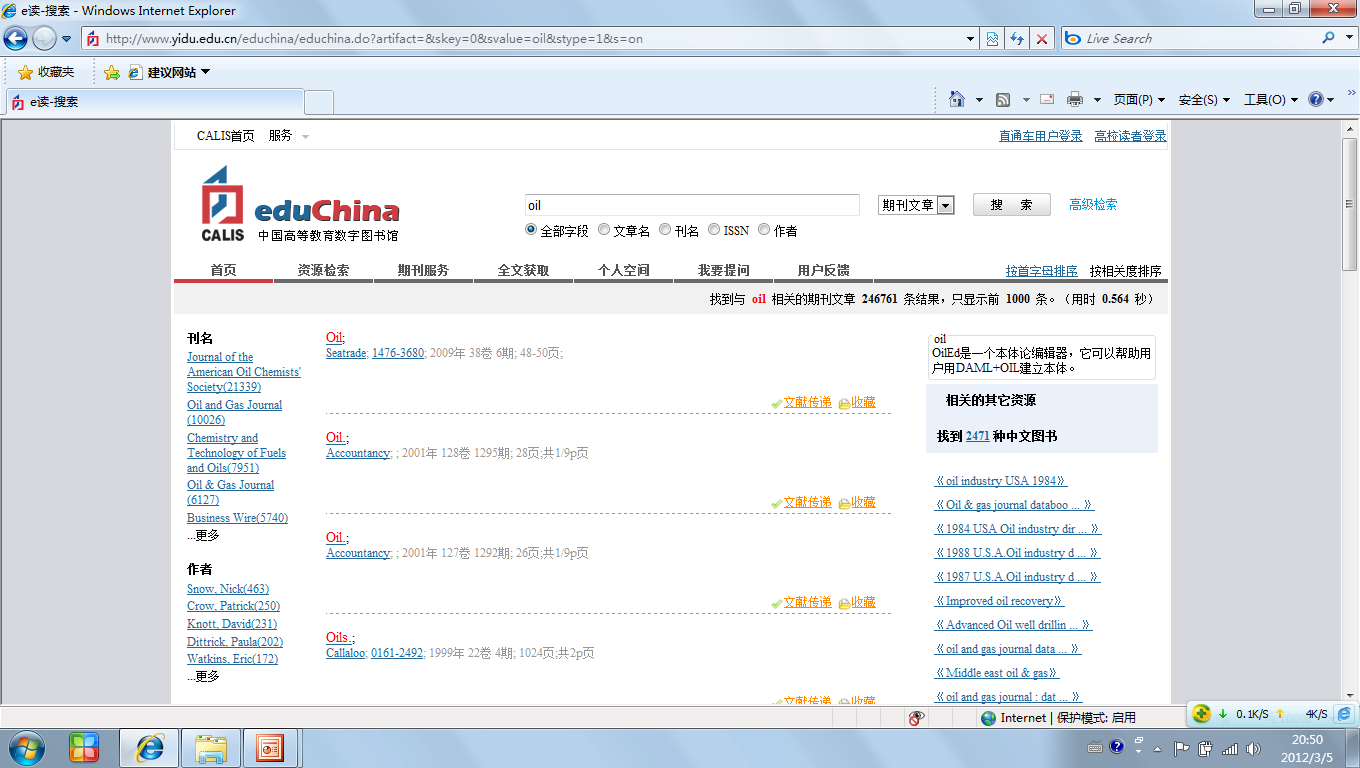 e读-搜索 - Windows Internet Explorer
http://www.yidu.edu.cn/educhina/educhina.do?artifact=&skey=0&svalue=oil&stype=1&s=on
Live Search
收藏夹
建议网站
e读-搜索
页面(P)
安全(S)
工具(O)
CALIS首页 服务
直通车用户登录 高校读者登录
CALIS
eduChina
中国高等教育数字图书馆
oil
期刊文章
搜 索
高级检索
全部字段 文章名 刊名 ISSN 作者
首页 资源检索 期刊服务 全文获取 个人空间 我要提问 用户反馈
按首字母排序 按相关度排序
找到与 oil 相关的期刊文章 246761 条结果，只显示前 1000 条。（用时 0.564 秒）
刊名
Journal of the
American Oil Chemists'
Society(21339)
Oil and Gas Journal
(10026)
Chemistry and
Technology of Fuels
and Oils(7951)
Oil & Gas Journal
(6127)
Business Wire(5740)
...更多
作者
Snow, Nick(463)
Crow, Patrick(250)
Knott, David(231)
Dittrick, Paula(202)
Watkins, Eric(172)
...更多
Oil;
Seatrade; 1476-3680; 2009年 38卷 6期; 48-50页;
文献传递 收藏
Oil.;
Accountancy; ; 2001年 128卷 1295期; 28页;共1/9p页
文献传递 收藏
Oil.;
Accountancy; ; 2001年 127卷 1292期; 26页;共1/9p页
文献传递 收藏
Oils.;
Callaloo; 0161-2492; 1999年 22卷 4期; 1024页;共2p页
文献传递 收藏
oil
OilEd是一个本体论编辑器，它可以帮助用
户用DAML+OIL建立本体。
相关的其它资源
找到 2471 种中文图书
《oil industry USA 1984》
《Oil & gas journal databoo ... 》
《1984 USA Oil industry dir ... 》
《1988 U.S.A.Oil industry d ... 》
《1987 U.S.A.Oil industry d ... 》
《Improved oil recovery》
《Advanced Oil well drillin ... 》
《oil and gas journal data ... 》
《Middle east oil & gas》
《oil and gas journal : dat ... 》
Internet | 保护模式: 启用
0.1K/S 4K/S
20:50
2012/3/5